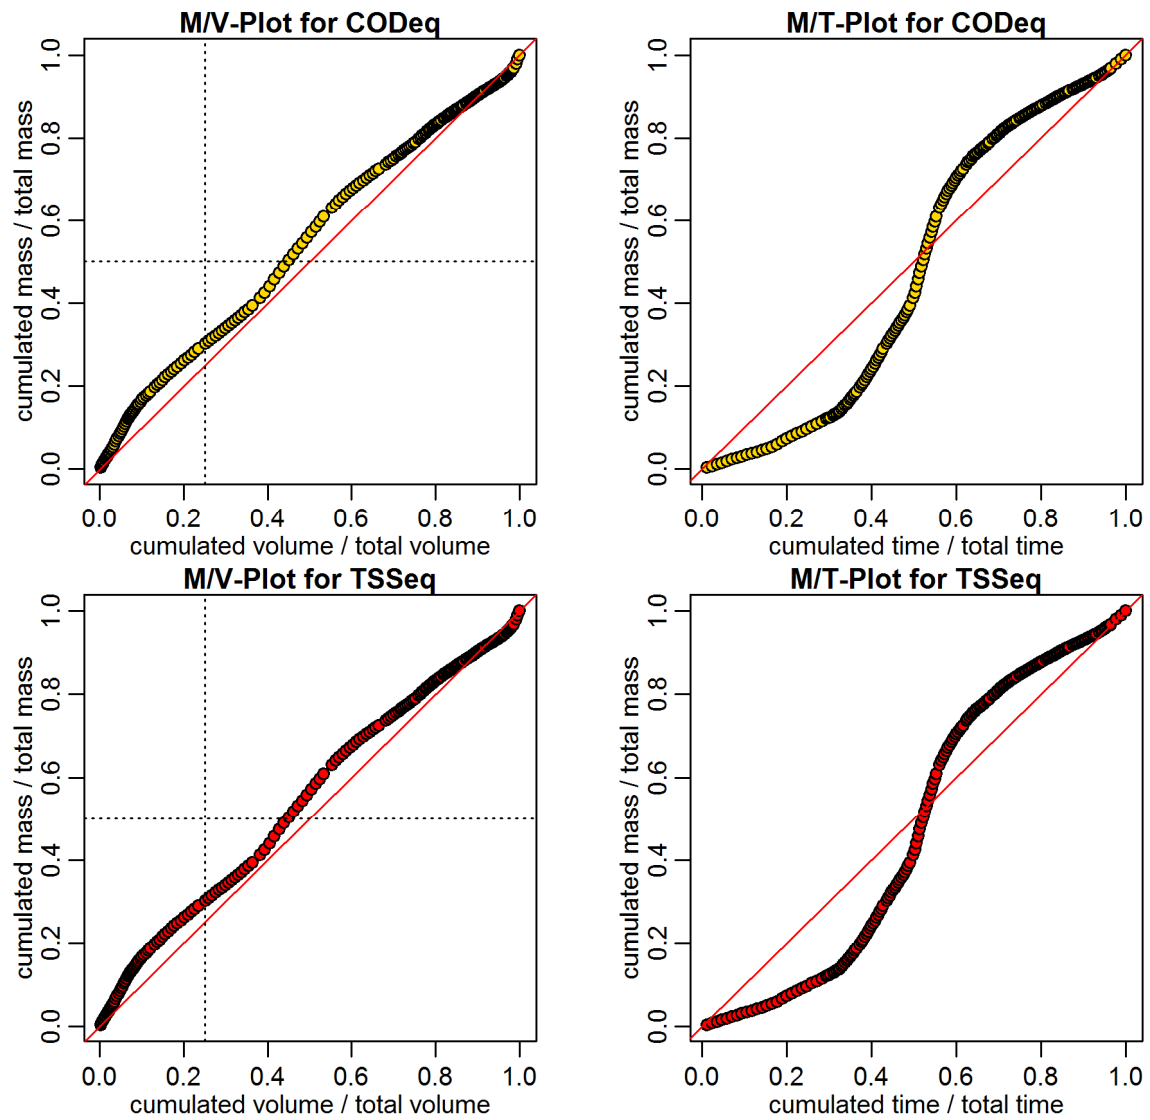 M/V-Plot for CODeq
cumulated mass / total mass
0.0 0.2 0.4 0.6 0.8 1.0
0.0 0.2 0.4 0.6 0.8 1.0
cumulated volume / total volume
M/T-Plot for CODeq
cumulated mass / total mass
0.0 0.2 0.4 0.6 0.8 1.0
0.0 0.2 0.4 0.6 0.8 1.0
cumulated time / total time
M/V-Plot for TSSeq
cumulated mass / total mass
0.0 0.2 0.4 0.6 0.8 1.0
0.0 0.2 0.4 0.6 0.8 1.0
cumulated volume / total volume
M/T-Plot for TSSeq
cumulated mass / total mass
0.0 0.2 0.4 0.6 0.8 1.0
0.0 0.2 0.4 0.6 0.8 1.0
cumulated time / total time